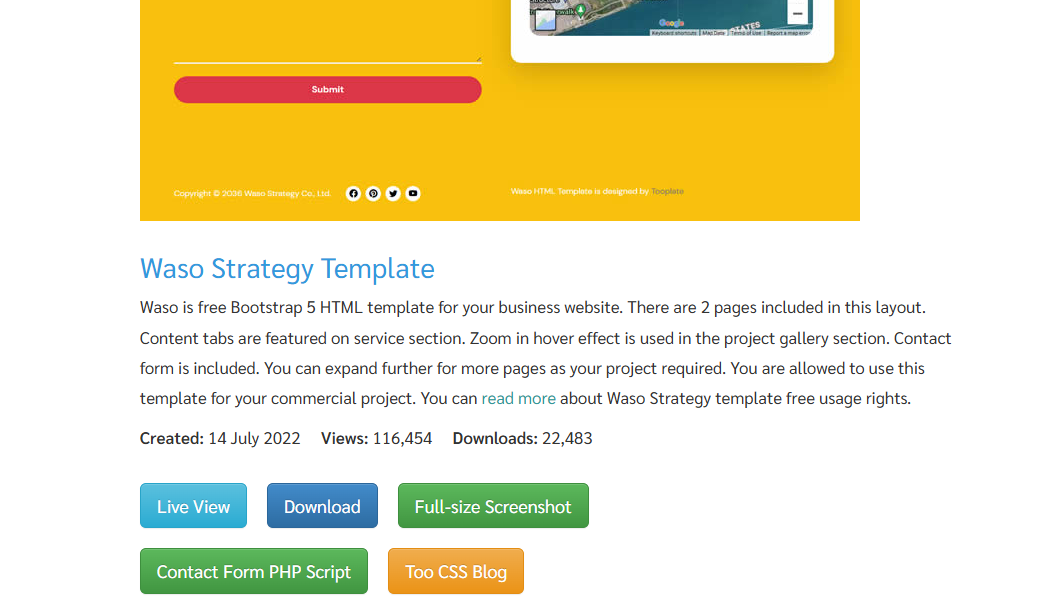 Google
STATES
Keyboard shortcuts Map Data Terms of Use Report a map error
Submit
Copyright © 2036 Waso Strategy Co., Ltd.
Waso HTML Template is designed by Tooplate
Waso Strategy Template
Waso is free Bootstrap 5 HTML template for your business website. There are 2 pages included in this layout.
Content tabs are featured on service section. Zoom in hover effect is used in the project gallery section. Contact
form is included. You can expand further for more pages as your project required. You are allowed to use this
template for your commercial project. You can read more about Waso Strategy template free usage rights.
Created: 14 July 2022 Views: 116,454 Downloads: 22,483
Live View Download Full-size Screenshot
Contact Form PHP Script Too CSS Blog